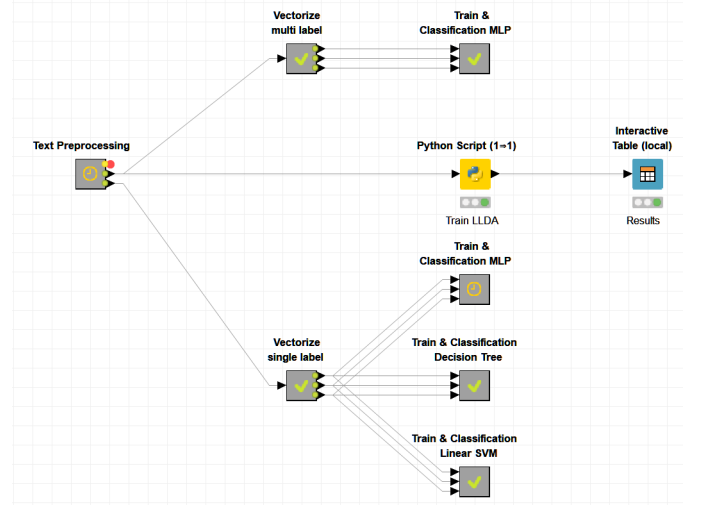 Vectorize
multi label
Train &
Classification MLP
Text Preprocessing
Python Script (1⇒1)
Train LLDA
Interactive
Table (local)
Results
Train &
Classification MLP
Vectorize
single label
Train & Classification
Decision Tree
Train & Classification
Linear SVM